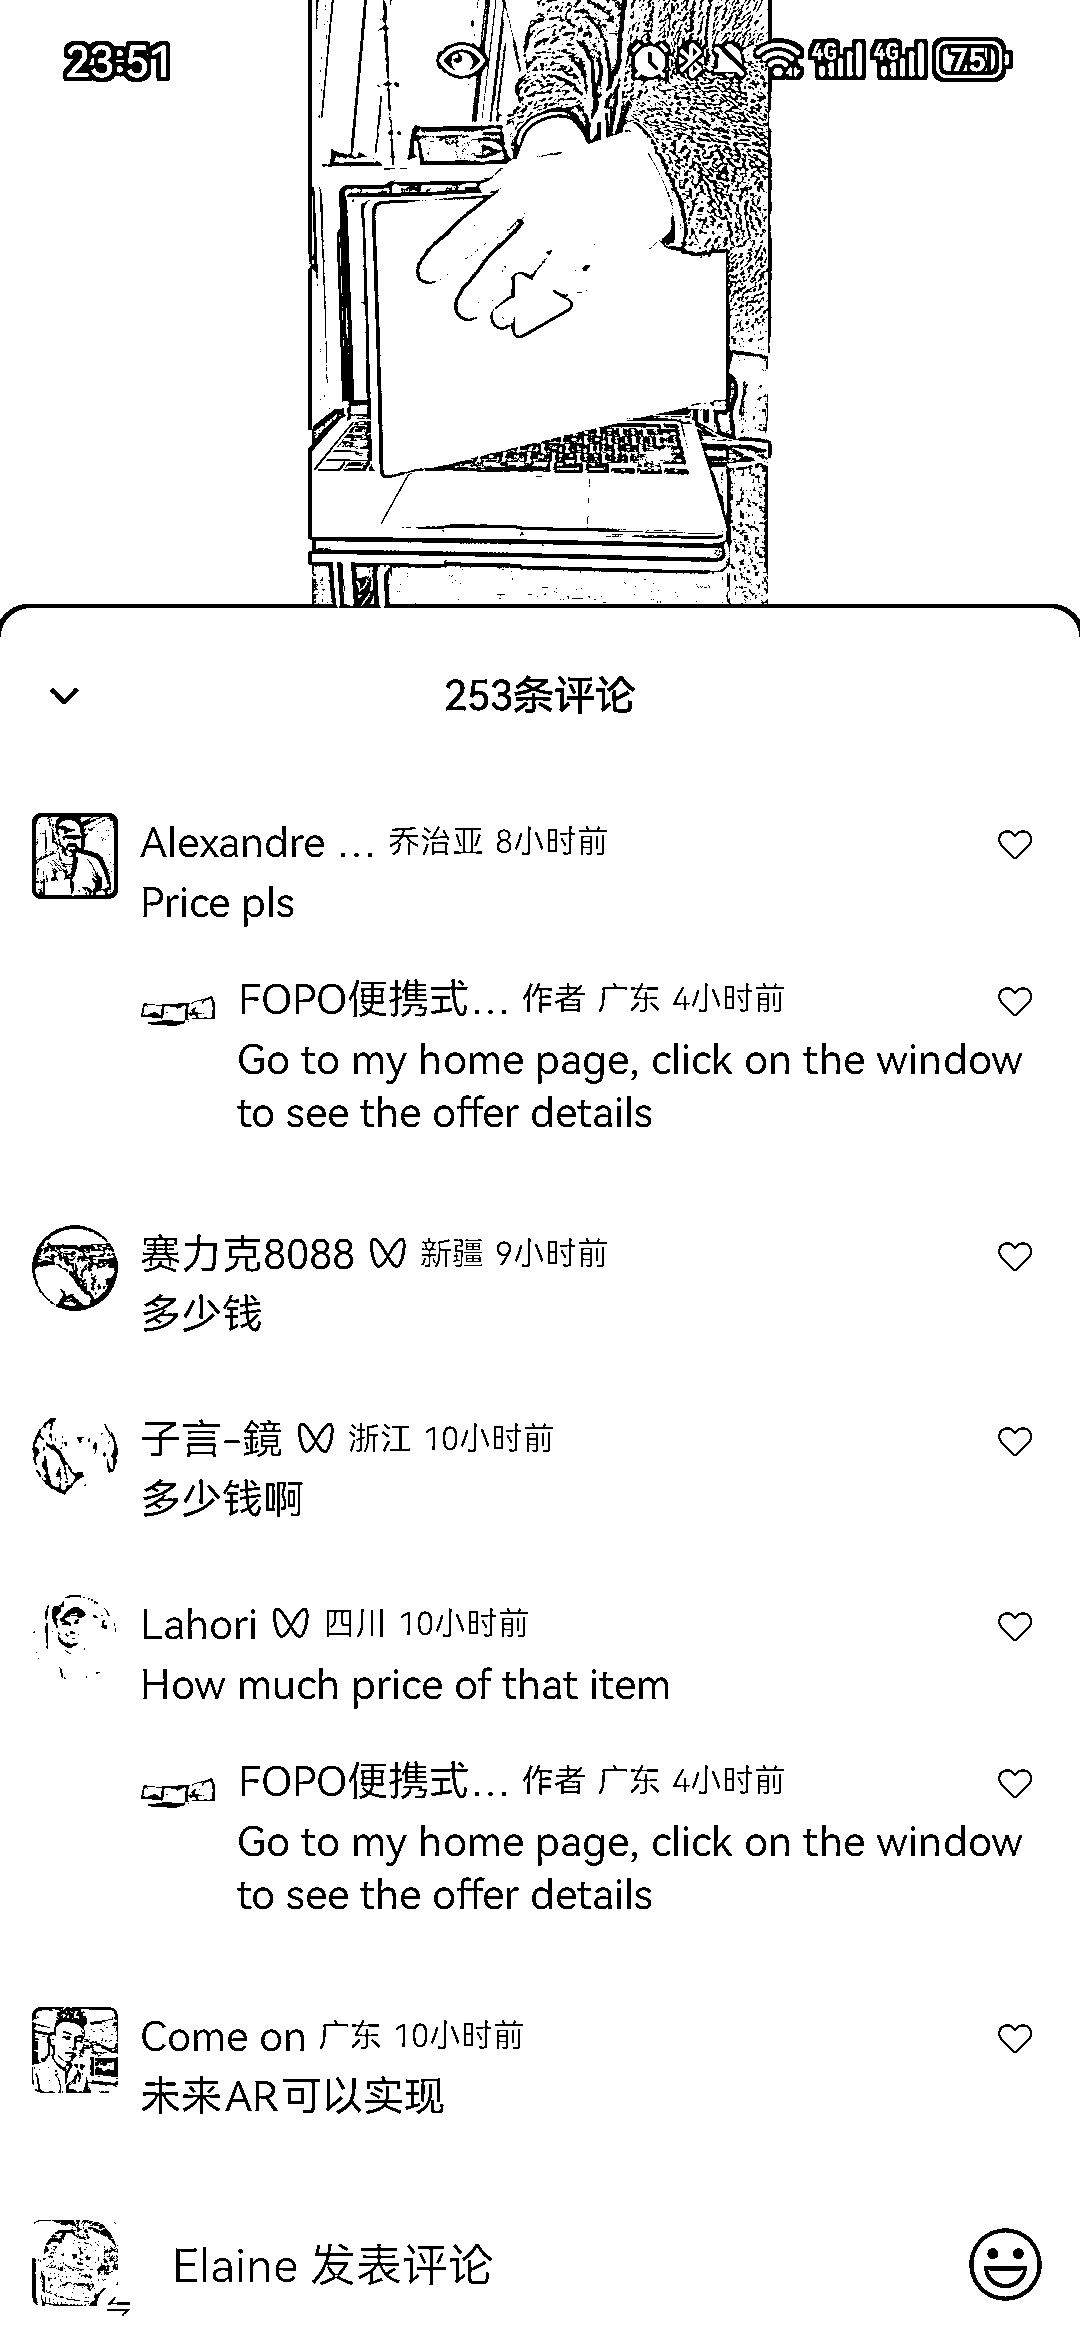 23:51
4G 4G 75
253条评论
Alexandre ... 乔治亚 8小时前
Price pls
FOPO便携式... 作者 广东 4小时前
Go to my home page, click on the window
to see the offer details
赛力克8088 新疆 9小时前
多少钱
子言-鏡 浙江 10小时前
多少钱啊
Lahori 四川 10小时前
How much price of that item
FOPO便携式... 作者 广东 4小时前
Go to my home page, click on the window
to see the offer details
Come on 广东 10小时前
未来AR可以实现
Elaine 发表评论